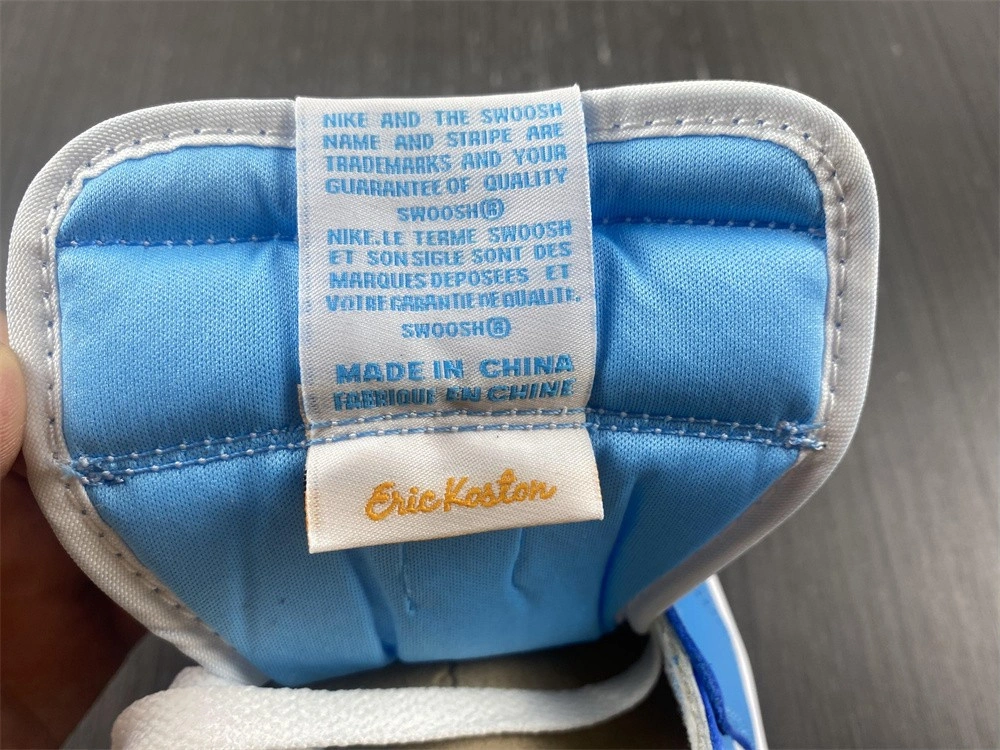 NIKE AND THE SWOOSH
NAME AND STRIPE ARE
TRADEMARKS AND YOUR
GUARANTEE OF QUALITY
SWOOSH®
NIKE. LE TERME SWOOSH
ET SON SIGLE SONT DES
MARQUES DEPOSEES ET
VOTRE GARANTIE DE QUALITE.
SWOOSH®
MADE IN CHINA
FABRIQUE EN CHINE
Eric Koston